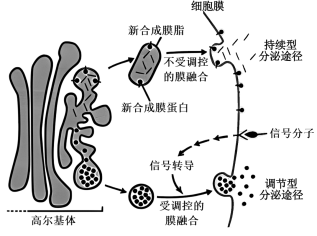 细胞膜
新合成膜脂
不受调控
的膜融合
持续型
分泌途径
新合成膜蛋白
信号分子
信号转导
受调控的
膜融合
调节型
分泌途径
高尔基体